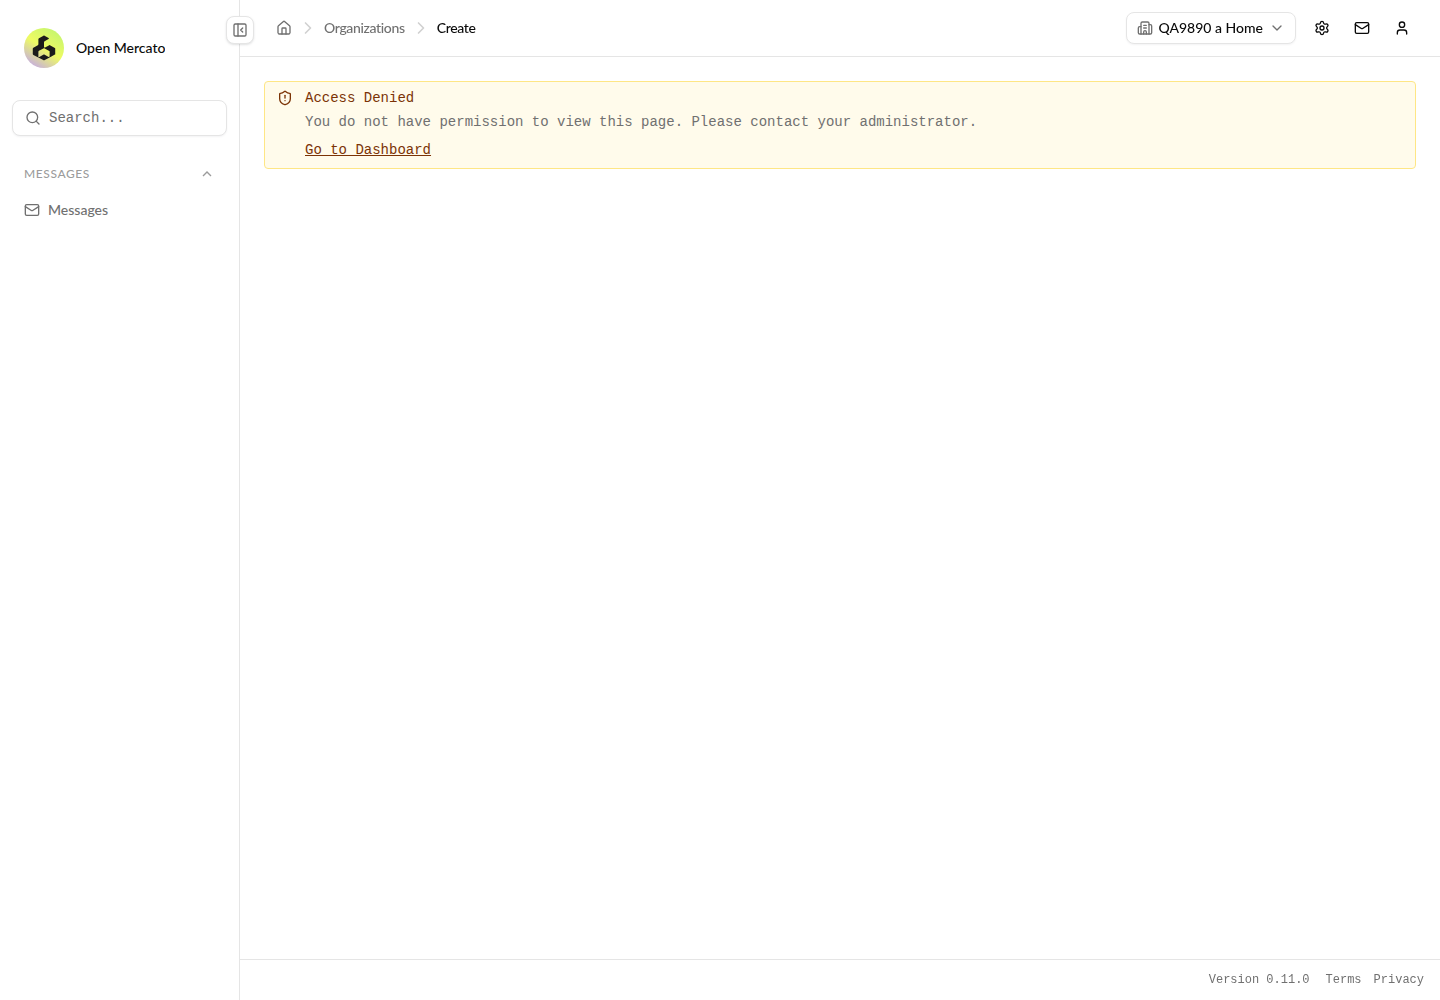 Open Mercato
Search...
MESSAGES
Messages
Organizations
Create
QA9890 a Home
Access Denied
You do not have permission to view this page. Please contact your administrator.
Go to Dashboard
Version 0.11.0
Terms
Privacy